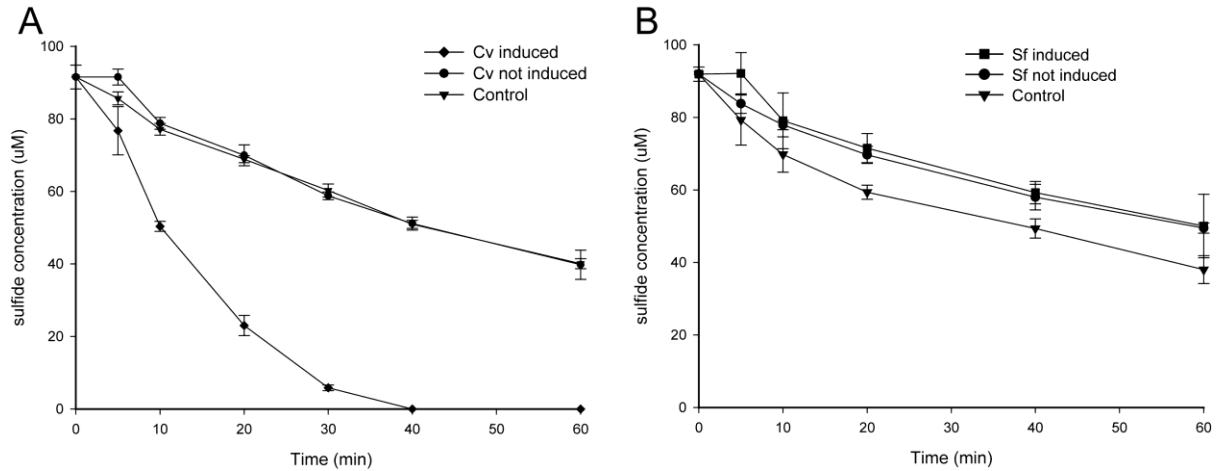 A
100
80
60
40
20
0
sulfide concentration (uM)
0 10 20 30 40 50 60
Time (min)
Cv induced
Cv not induced
Control
B
100
80
60
40
20
0
sulfide concentration (uM)
0 10 20 30 40 50 60
Time (min)
Sf induced
Sf not induced
Control